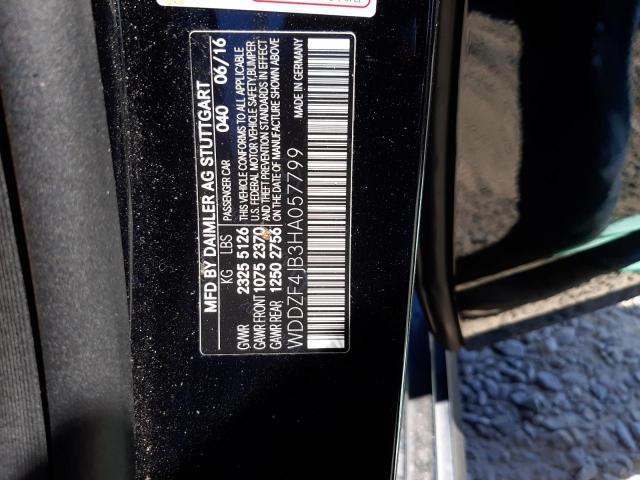 MFD BY DAIMLER AG STUTTGART
KG LBS PASSENGER CAR 040 06/16
GVWR 2325 5126 THIS VEHICLE CONFORMS TO ALL APPLICABLE
GAWR FRONT 1075 2370 U.S. FEDERAL MOTOR VEHICLE SAFETY, BUMPER
AND THEFT PREVENTION STANDARDS IN EFFECT
GAWR REAR 1250 2756 ON THE DATE OF MANUFACTURE SHOWN ABOVE
WDDZF4JB3HA057799 MADE IN GERMANY